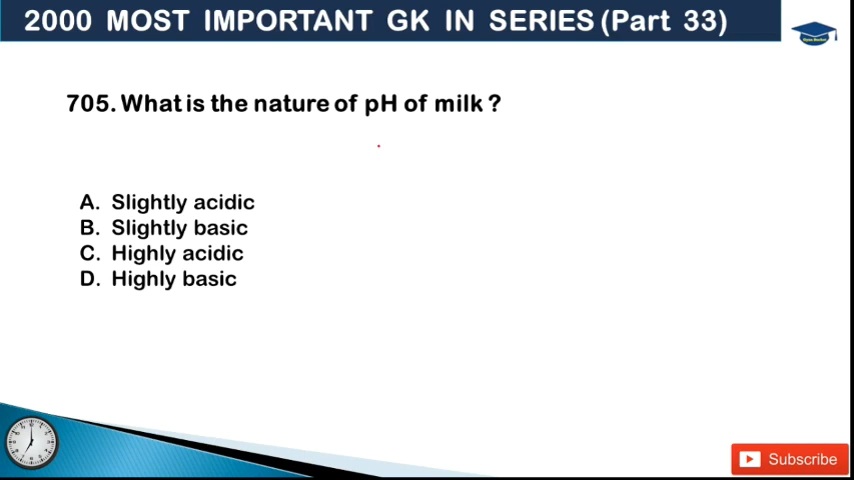 2000 MOST IMPORTANT GK IN SERIES (Part 33)
705. What is the nature of pH of milk ?
A. Slightly acidic
B. Slightly basic
C. Highly acidic
D. Highly basic
Subscribe